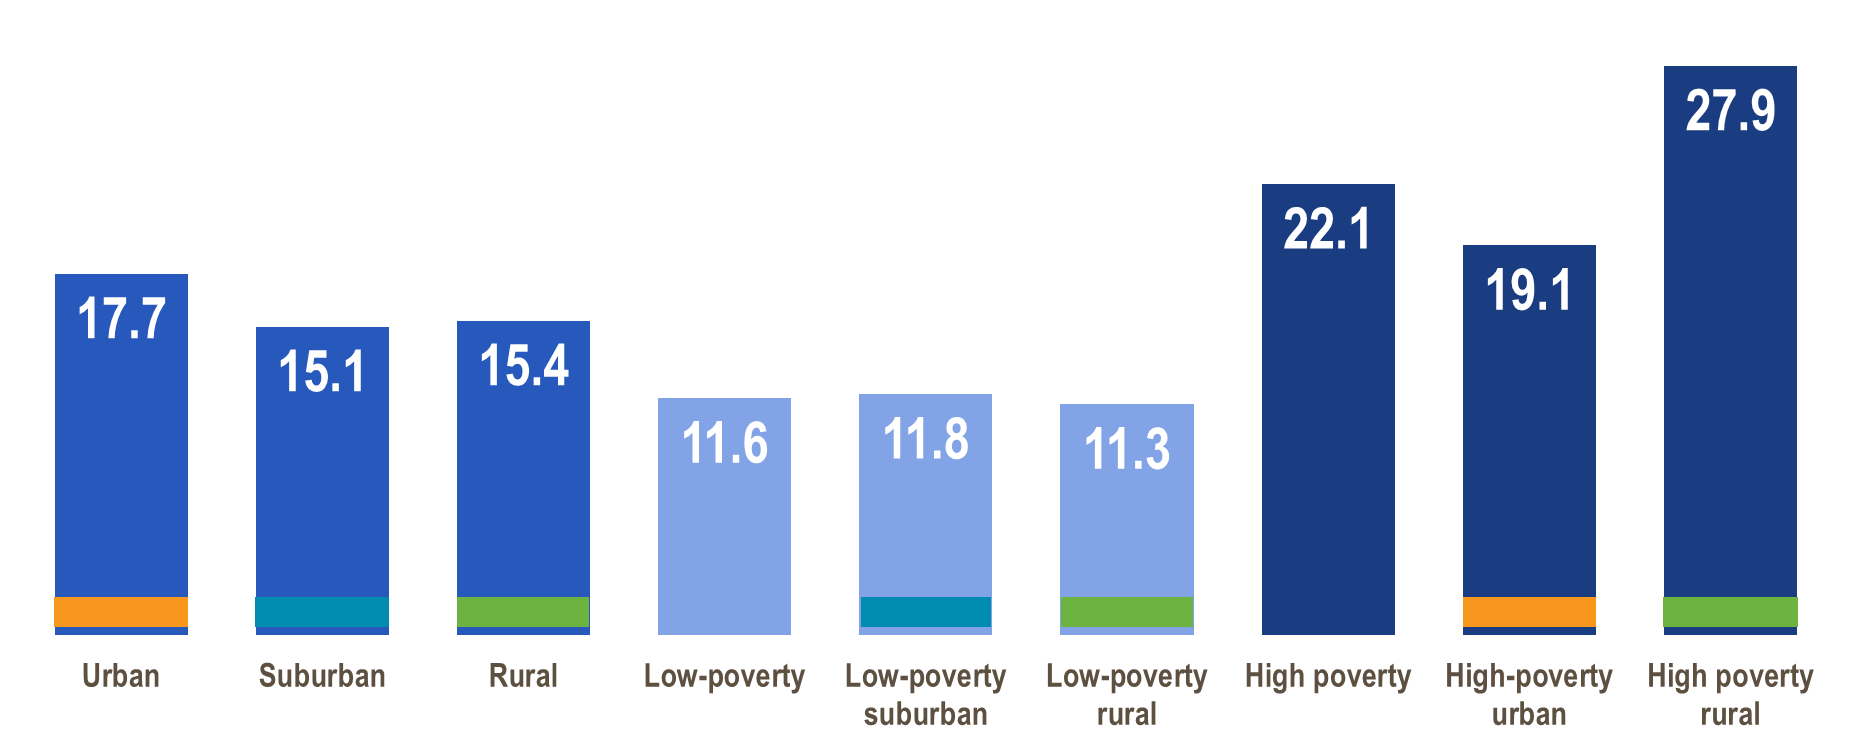 27.9
22.1
19.1
17.7
15.1
15.4
11.6
11.8
11.3
Urban
Suburban
Rural
Low-poverty
Low-poverty
suburban
Low-poverty
rural
High poverty
High-poverty
urban
High poverty
rural